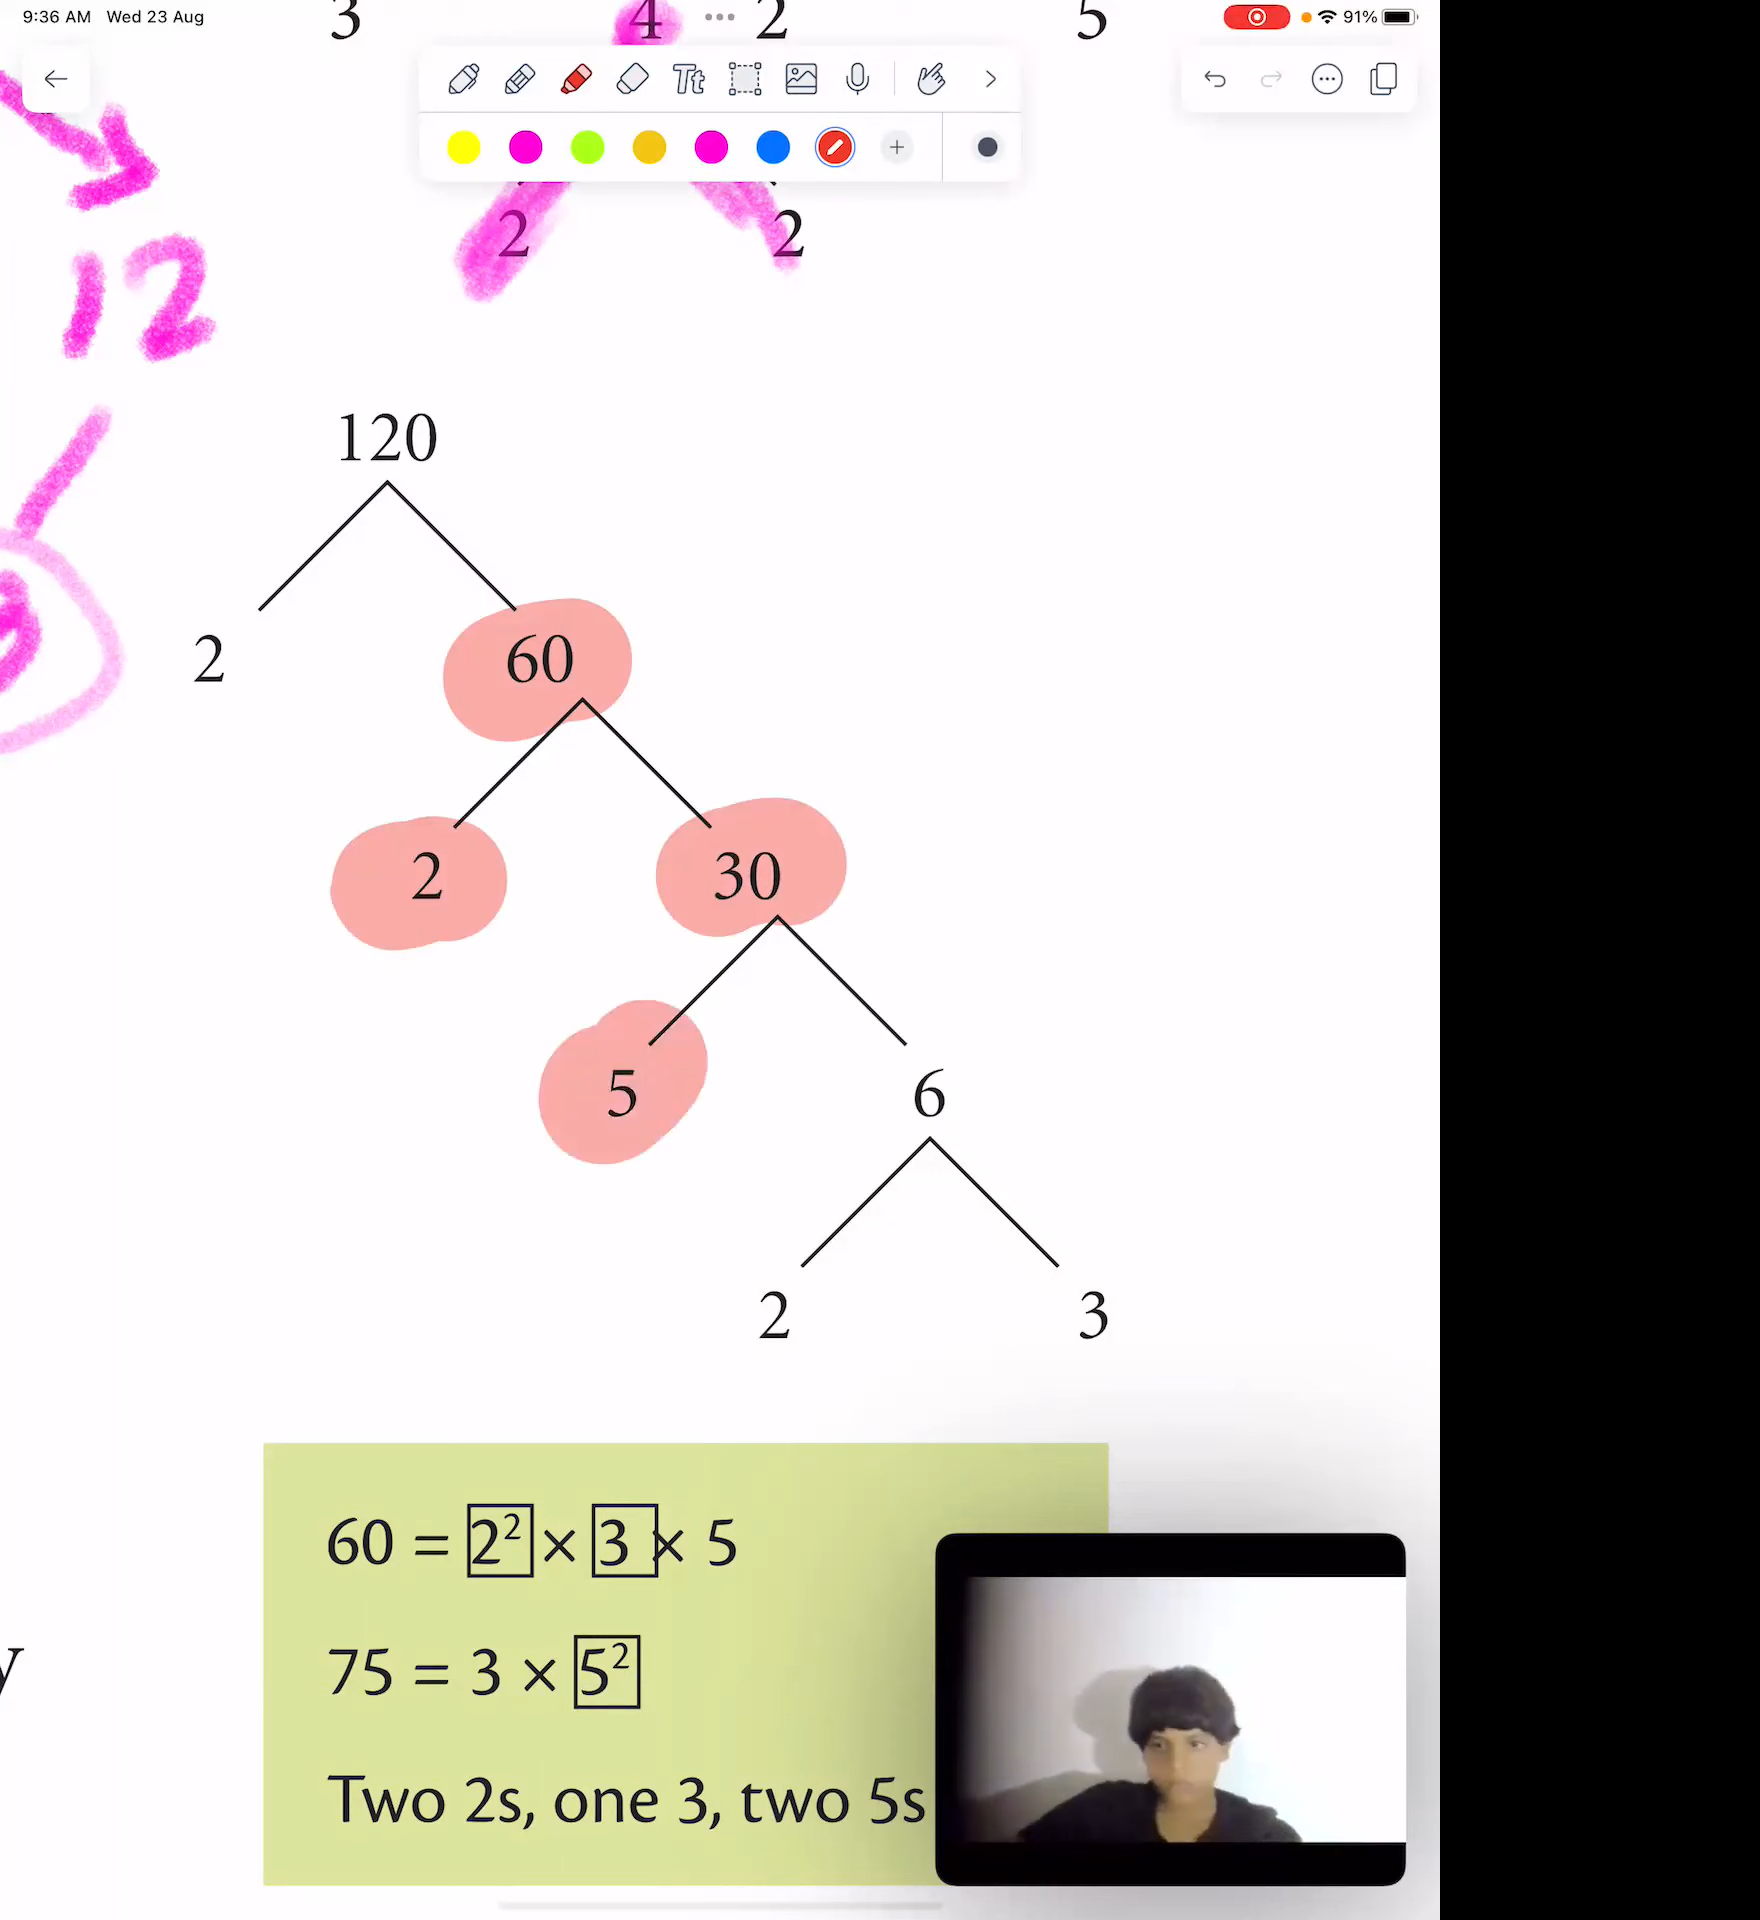 9:36 AM Wed 23 Aug
91%
3 4 2 5
Tt
2 2
12
120
2 60
2 30
5 6
2 3
60 = 2² × 3 × 5
75 = 3 × 5²
y
Two 2s, one 3, two 5s